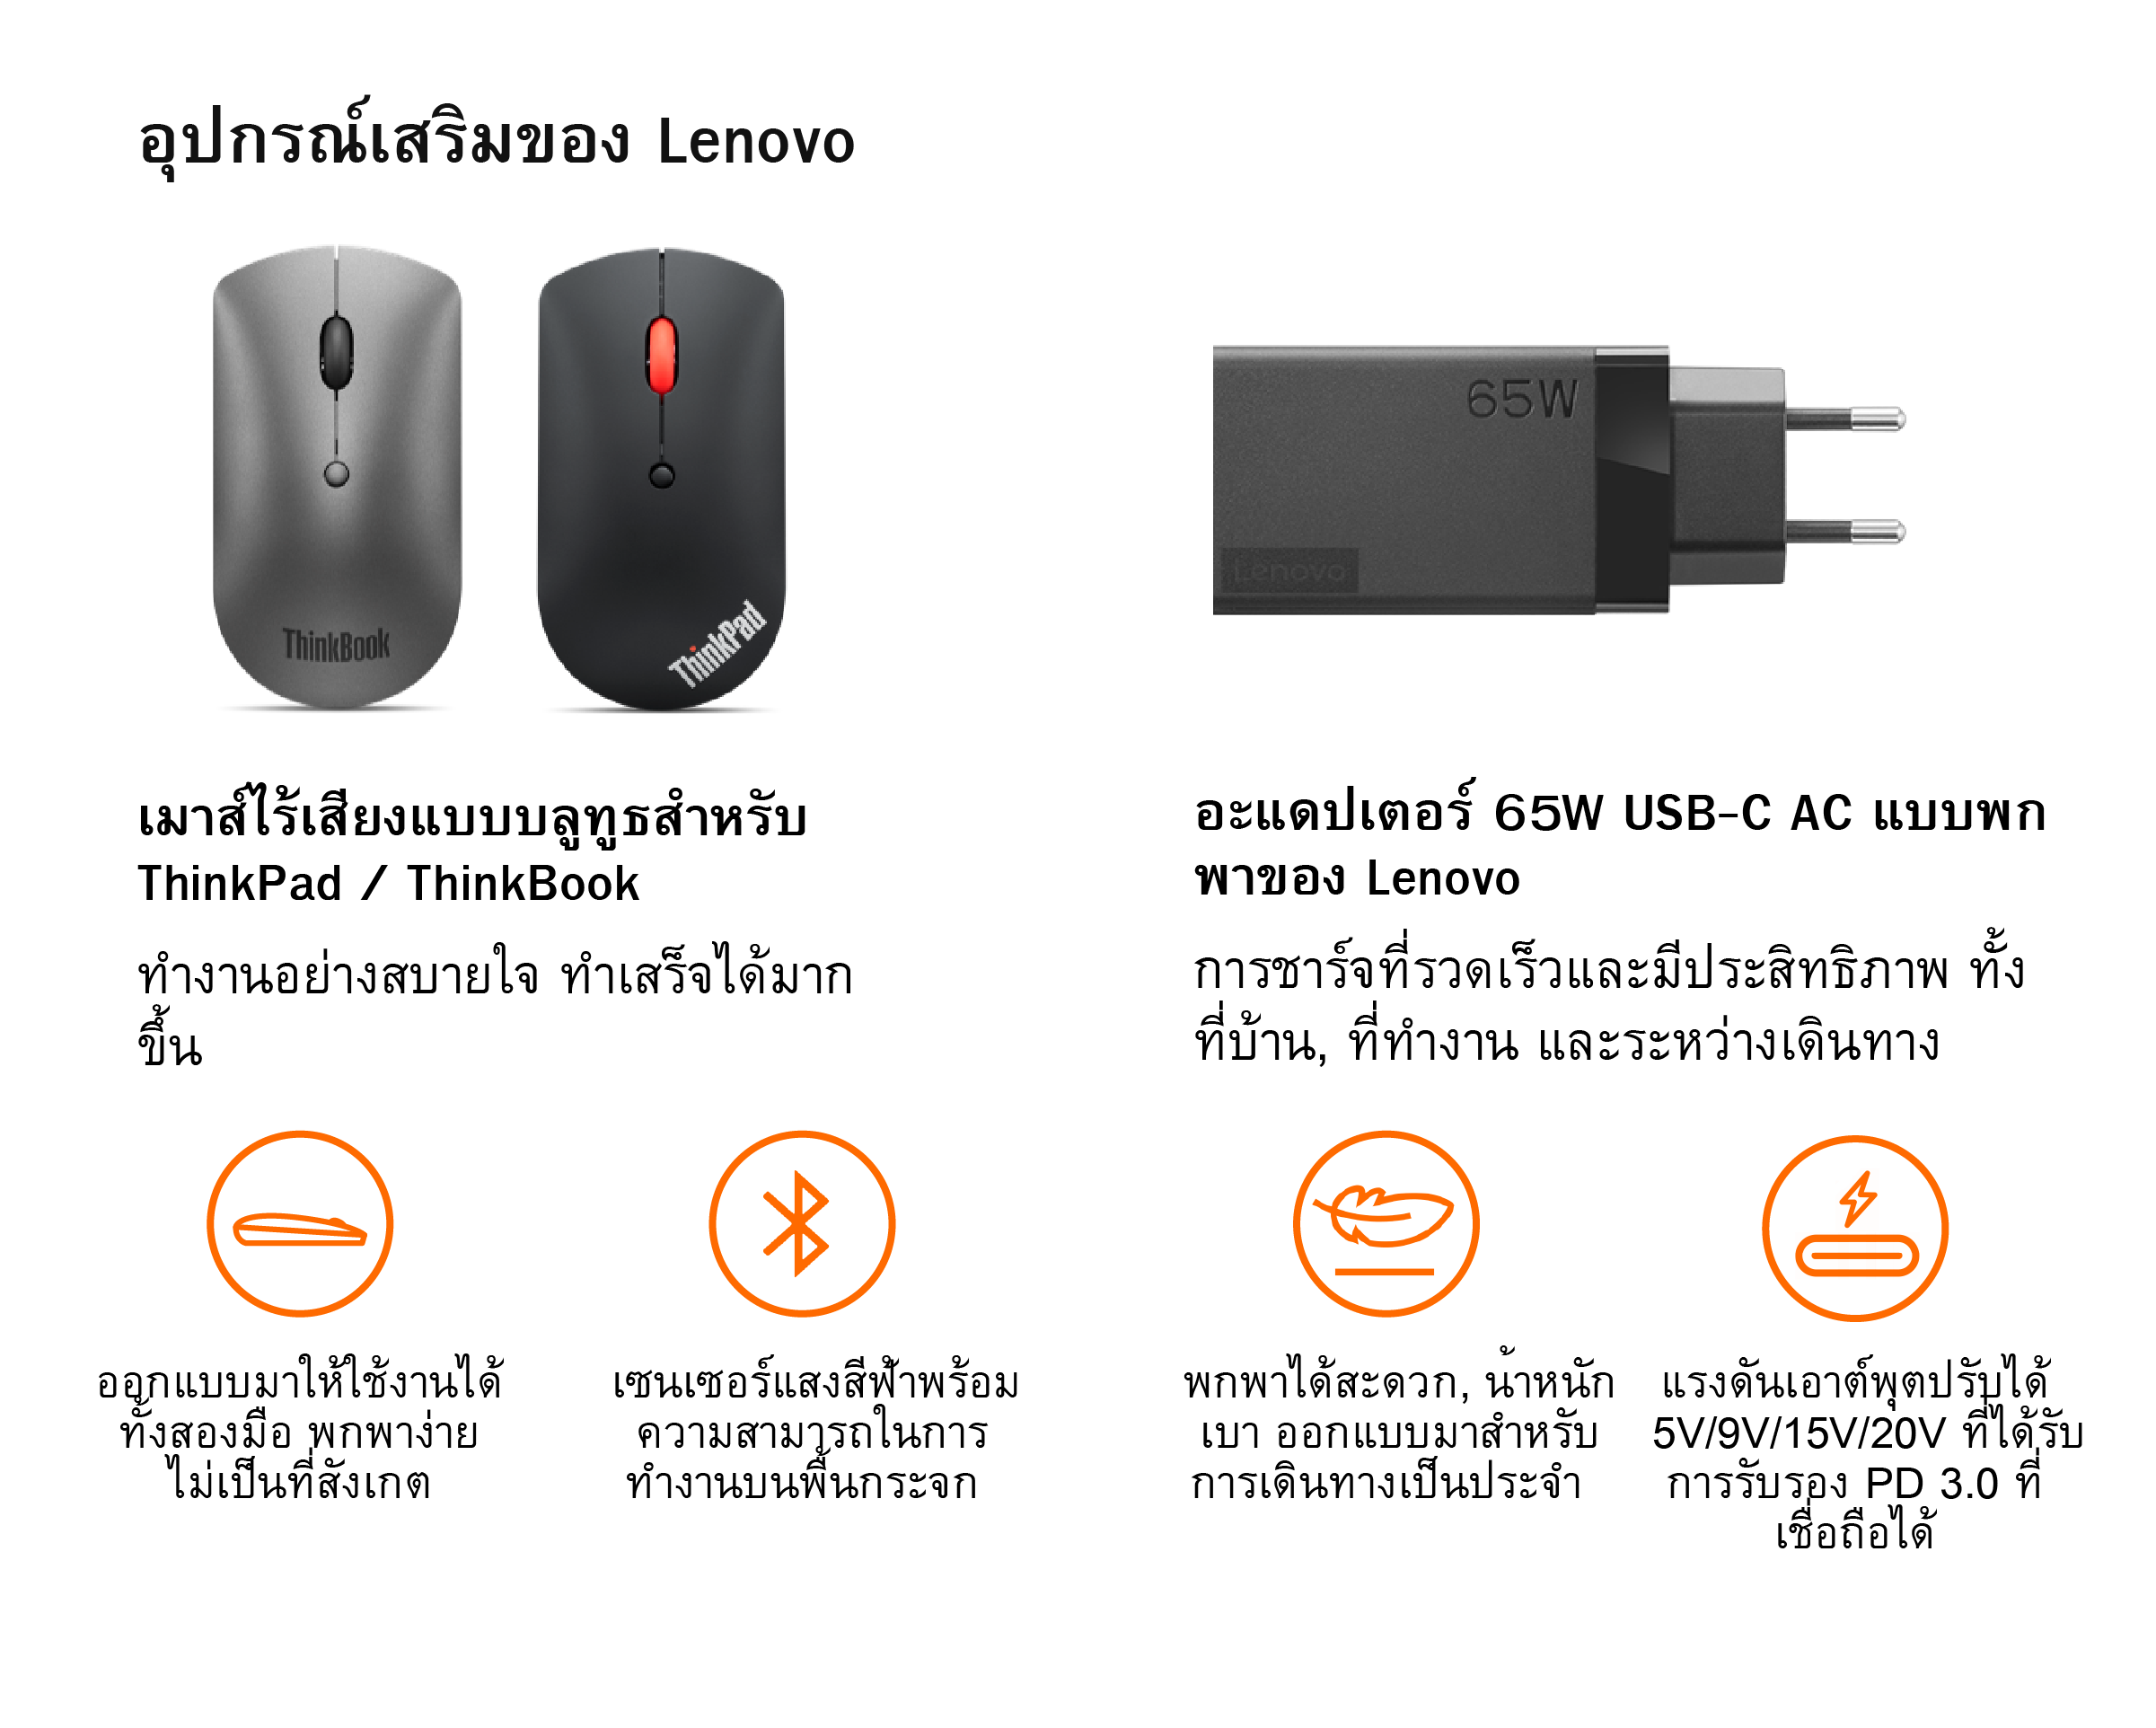 อุปกรณ์เสริมของ Lenovo
ThinkBook
ThinkPad
65W
Lenovo
เมาส์ไร้เสียงแบบบลูทูธสำหรับ
ThinkPad / ThinkBook
ทำงานอย่างสบายใจ ทำเสร็จได้มาก
ขึ้น
ออกแบบมาให้ใช้งานได้
ทั้งสองมือ พกพาง่าย
ไม่เป็นที่สังเกต
เซนเซอร์แสงสีฟ้าพร้อม
ความสามารถในการ
ทำงานบนพื้นกระจก
อะแดปเตอร์ 65W USB-C AC แบบพก
พาของ Lenovo
การชาร์จที่รวดเร็วและมีประสิทธิภาพ ทั้ง
ที่บ้าน, ที่ทำงาน และระหว่างเดินทาง
พกพาได้สะดวก, น้ำหนัก
เบา ออกแบบมาสำหรับ
การเดินทางเป็นประจำ
แรงดันเอาต์พุตปรับได้
5V/9V/15V/20V ที่ได้รับ
การรับรอง PD 3.0 ที่
เชื่อถือได้